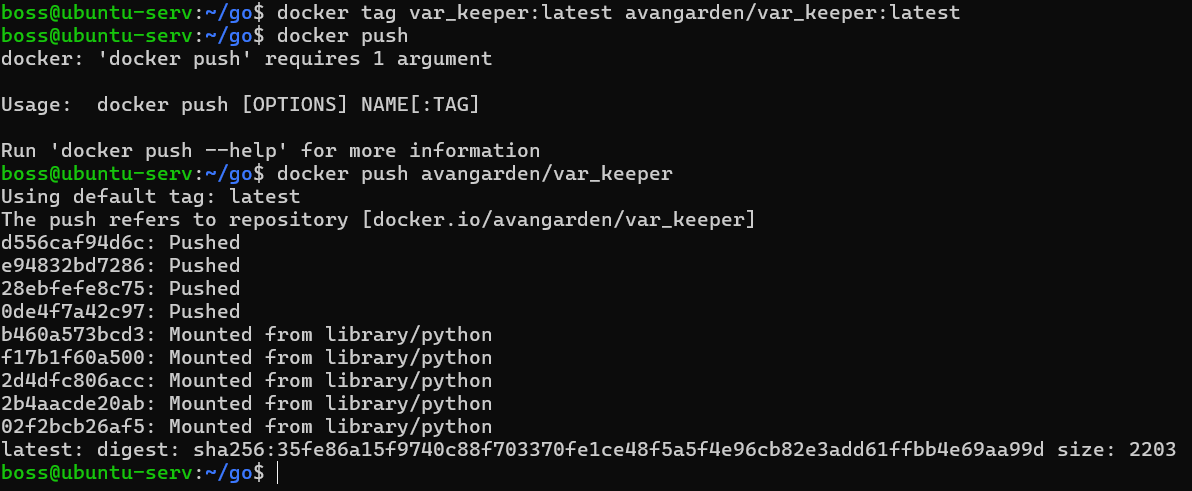 boss@ubuntu-serv:~/go$ docker tag var_keeper:latest avangarden/var_keeper:latest
boss@ubuntu-serv:~/go$ docker push
docker: 'docker push' requires 1 argument
Usage:  docker push [OPTIONS] NAME[:TAG]
Run 'docker push --help' for more information
boss@ubuntu-serv:~/go$ docker push avangarden/var_keeper
Using default tag: latest
The push refers to repository [docker.io/avangarden/var_keeper]
d556caf94d6c: Pushed
e94832bd7286: Pushed
28ebfefe8c75: Pushed
0de4f7a42c97: Pushed
b460a573bcd3: Mounted from library/python
f17b1f60a500: Mounted from library/python
2d4dfc806acc: Mounted from library/python
2b4aacde20ab: Mounted from library/python
02f2bcb26af5: Mounted from library/python
latest: digest: sha256:35fe86a15f9740c88f703370fe1ce48f5a5f4e96cb82e3add61ffbb4e69aa99d size: 2203
boss@ubuntu-serv:~/go$